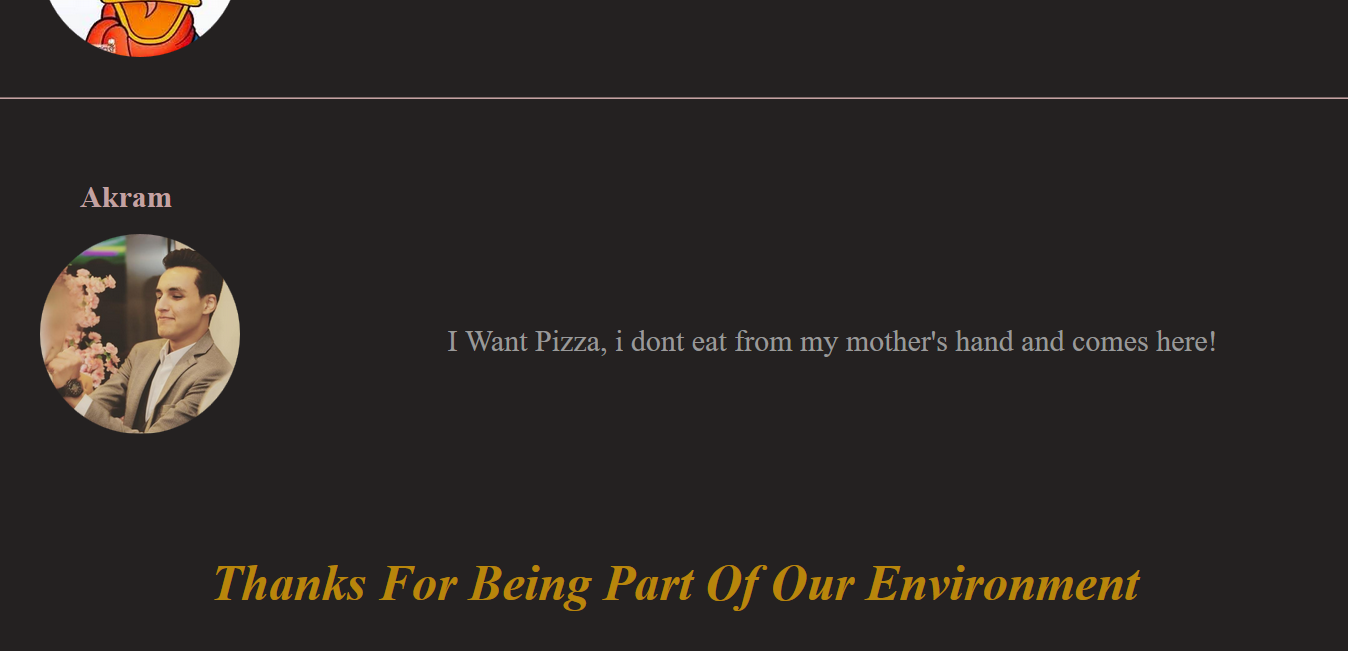 Akram
I Want Pizza, i dont eat from my mother's hand and comes here!
Thanks For Being Part Of Our Environment